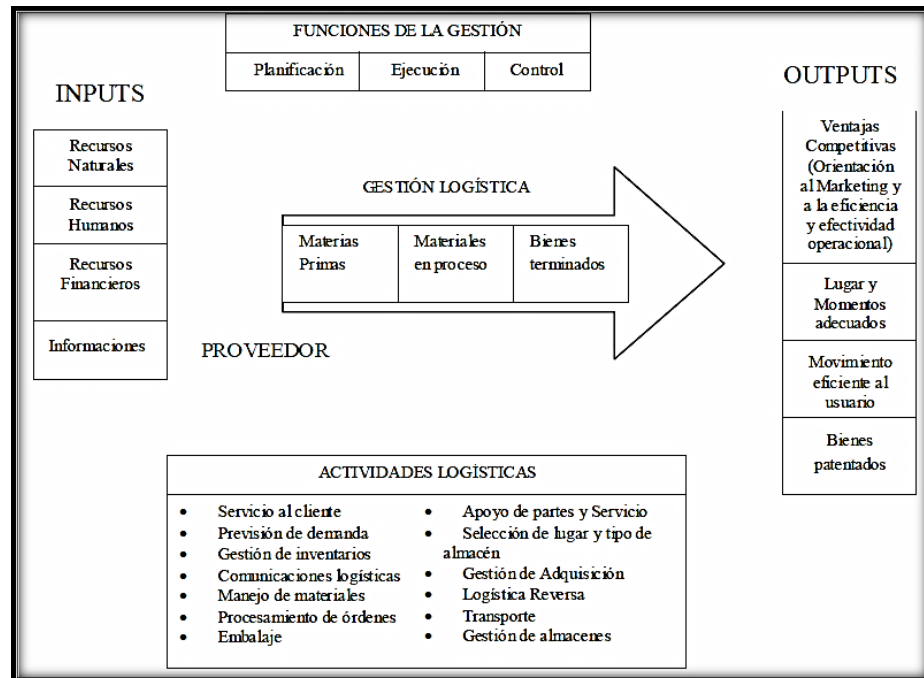 FUNCIONES DE LA GESTIÓN
Planificación
Ejecución
Control
INPUTS
OUTPUTS
Recursos
Naturales
Recursos
Humanos
Recursos
Financieros
Informaciones
GESTIÓN LOGÍSTICA
Materias
Primas
Materiales
en proceso
Bienes
terminados
PROVEEDOR
Ventajas
Competitivas
(Orientación
al Marketing y
a la eficiencia
y efectividad
operacional)
Lugar y
Momentos
adecuados
Movimiento
eficiente al
usuario
Bienes
patentados
ACTIVIDADES LOGÍSTICAS
• Servicio al cliente
• Previsión de demanda
• Gestión de inventarios
• Comunicaciones logísticas
• Manejo de materiales
• Procesamiento de órdenes
• Embalaje
• Apoyo de partes y Servicio
• Selección de lugar y tipo de
almacén
• Gestión de Adquisición
• Logística Reversa
• Transporte
• Gestión de almacenes